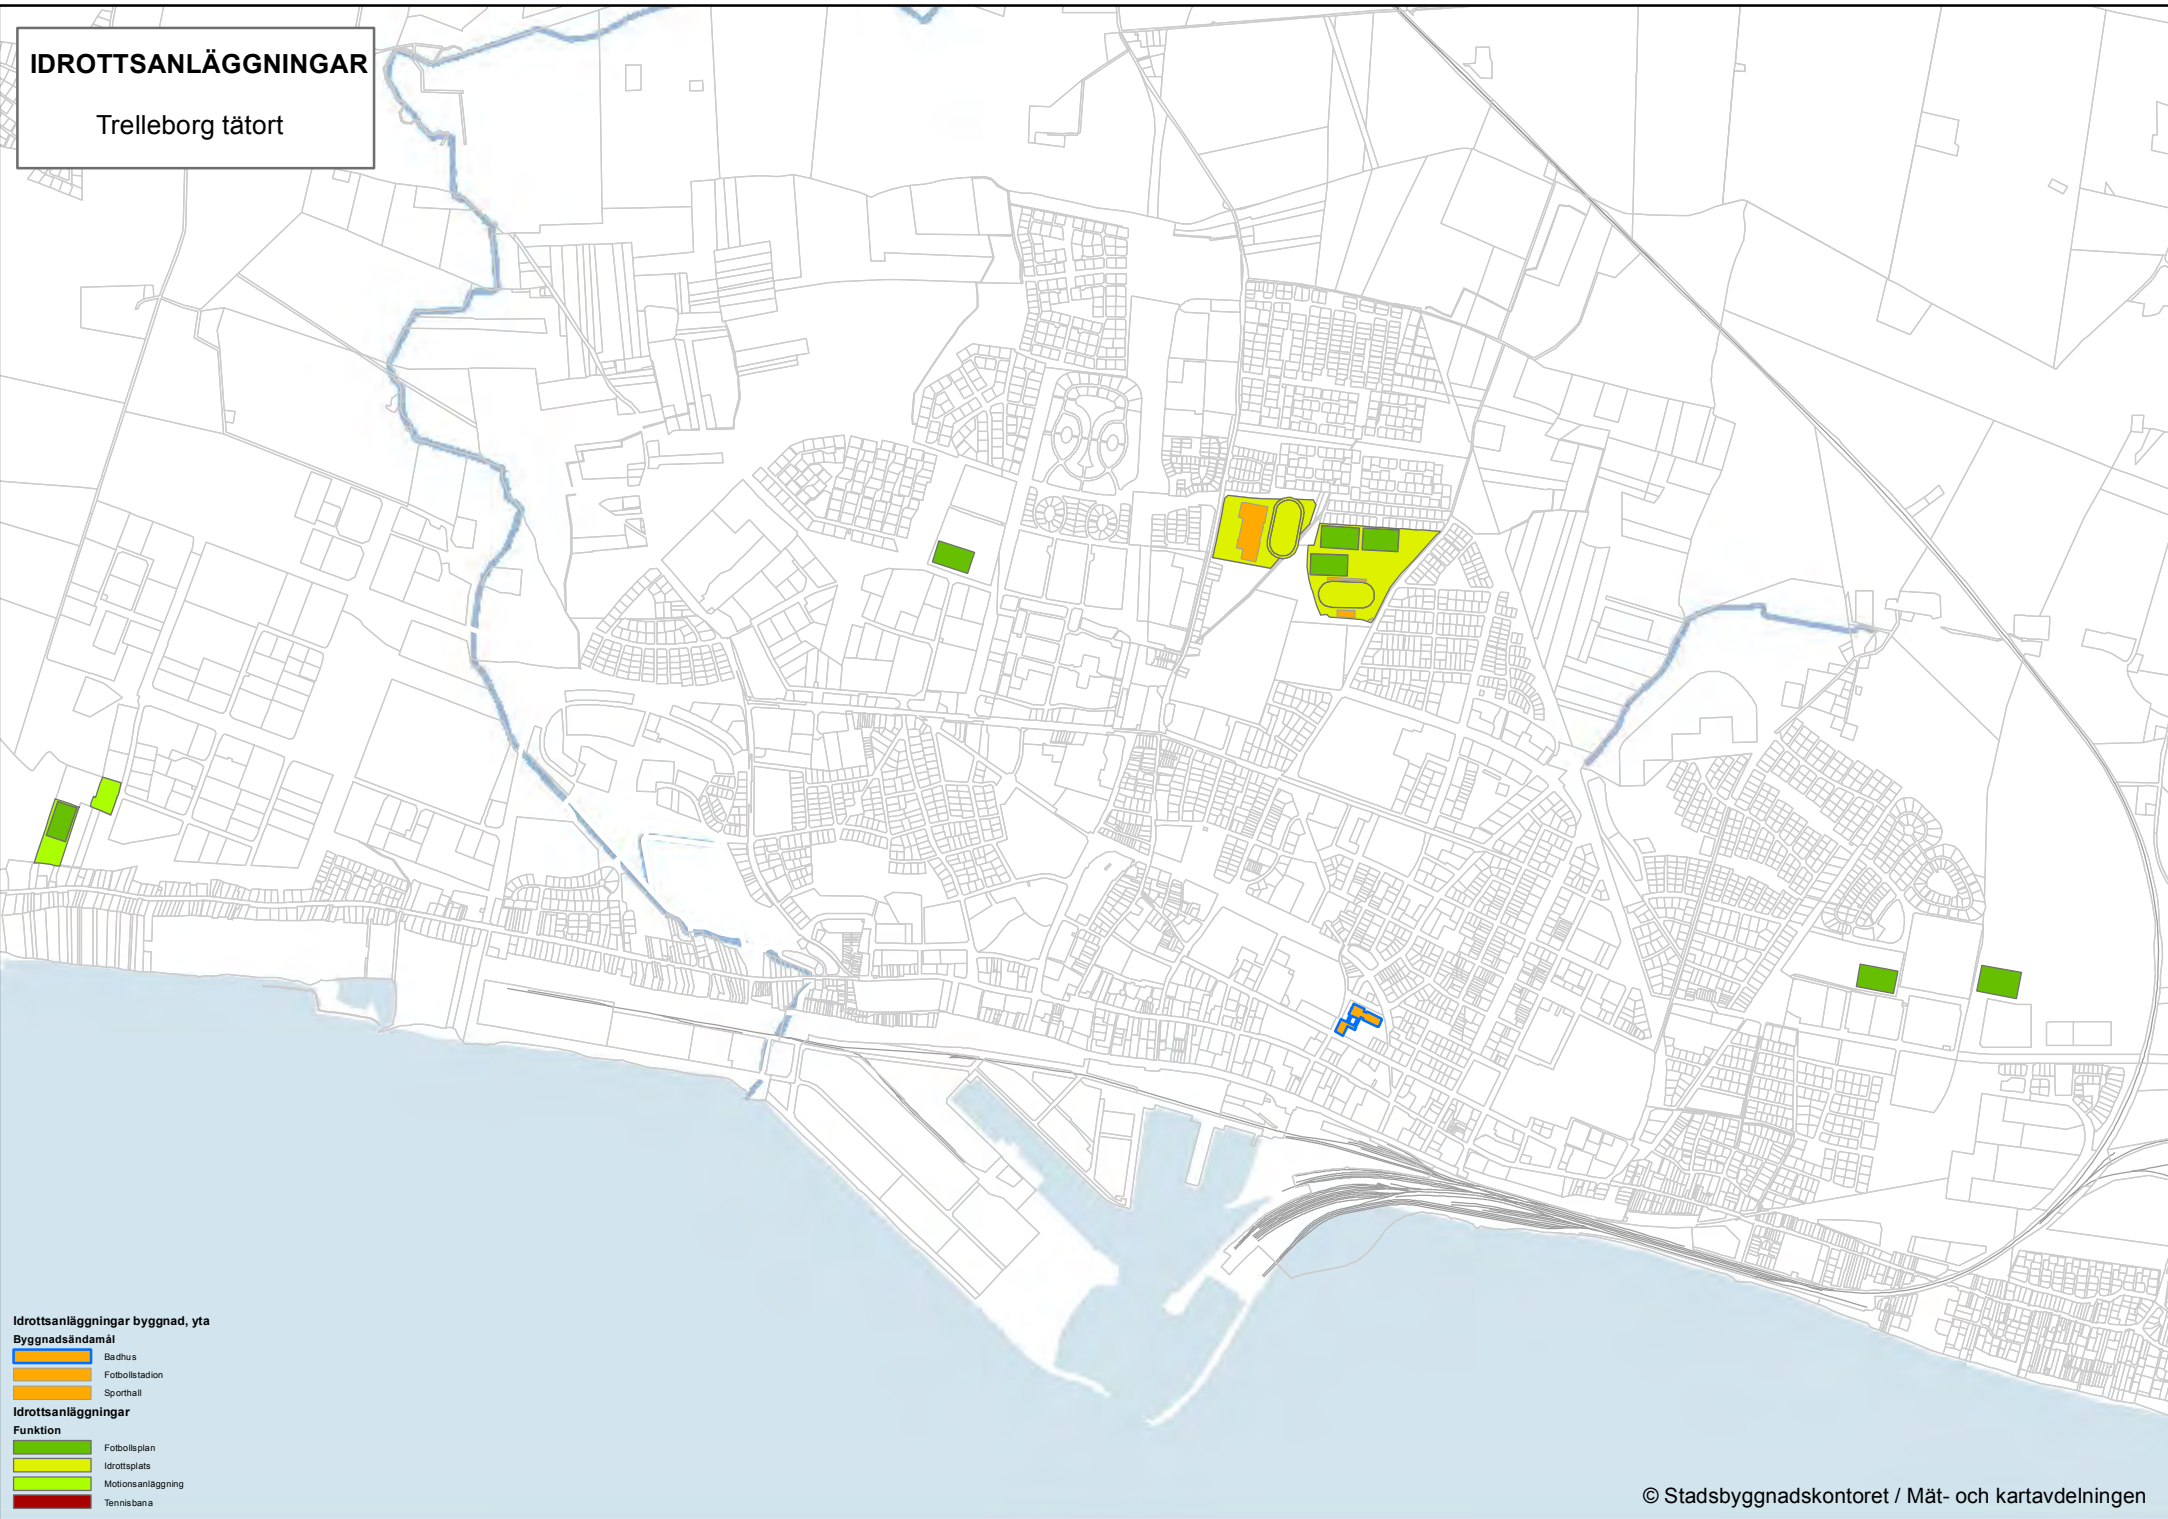 IDROTTSANLÄGGNINGAR
Trelleborg tätort
Idrottsanläggningar byggnad, yta
Byggnadsändamål
Badhus
Fotbollstadion
Sporthall
Idrottsanläggningar
Funktion
Fotbollsplan
Idrottsplats
Motionsanläggning
Tennisbana
© Stadsbyggnadskontoret / Mät- och kartavdelningen